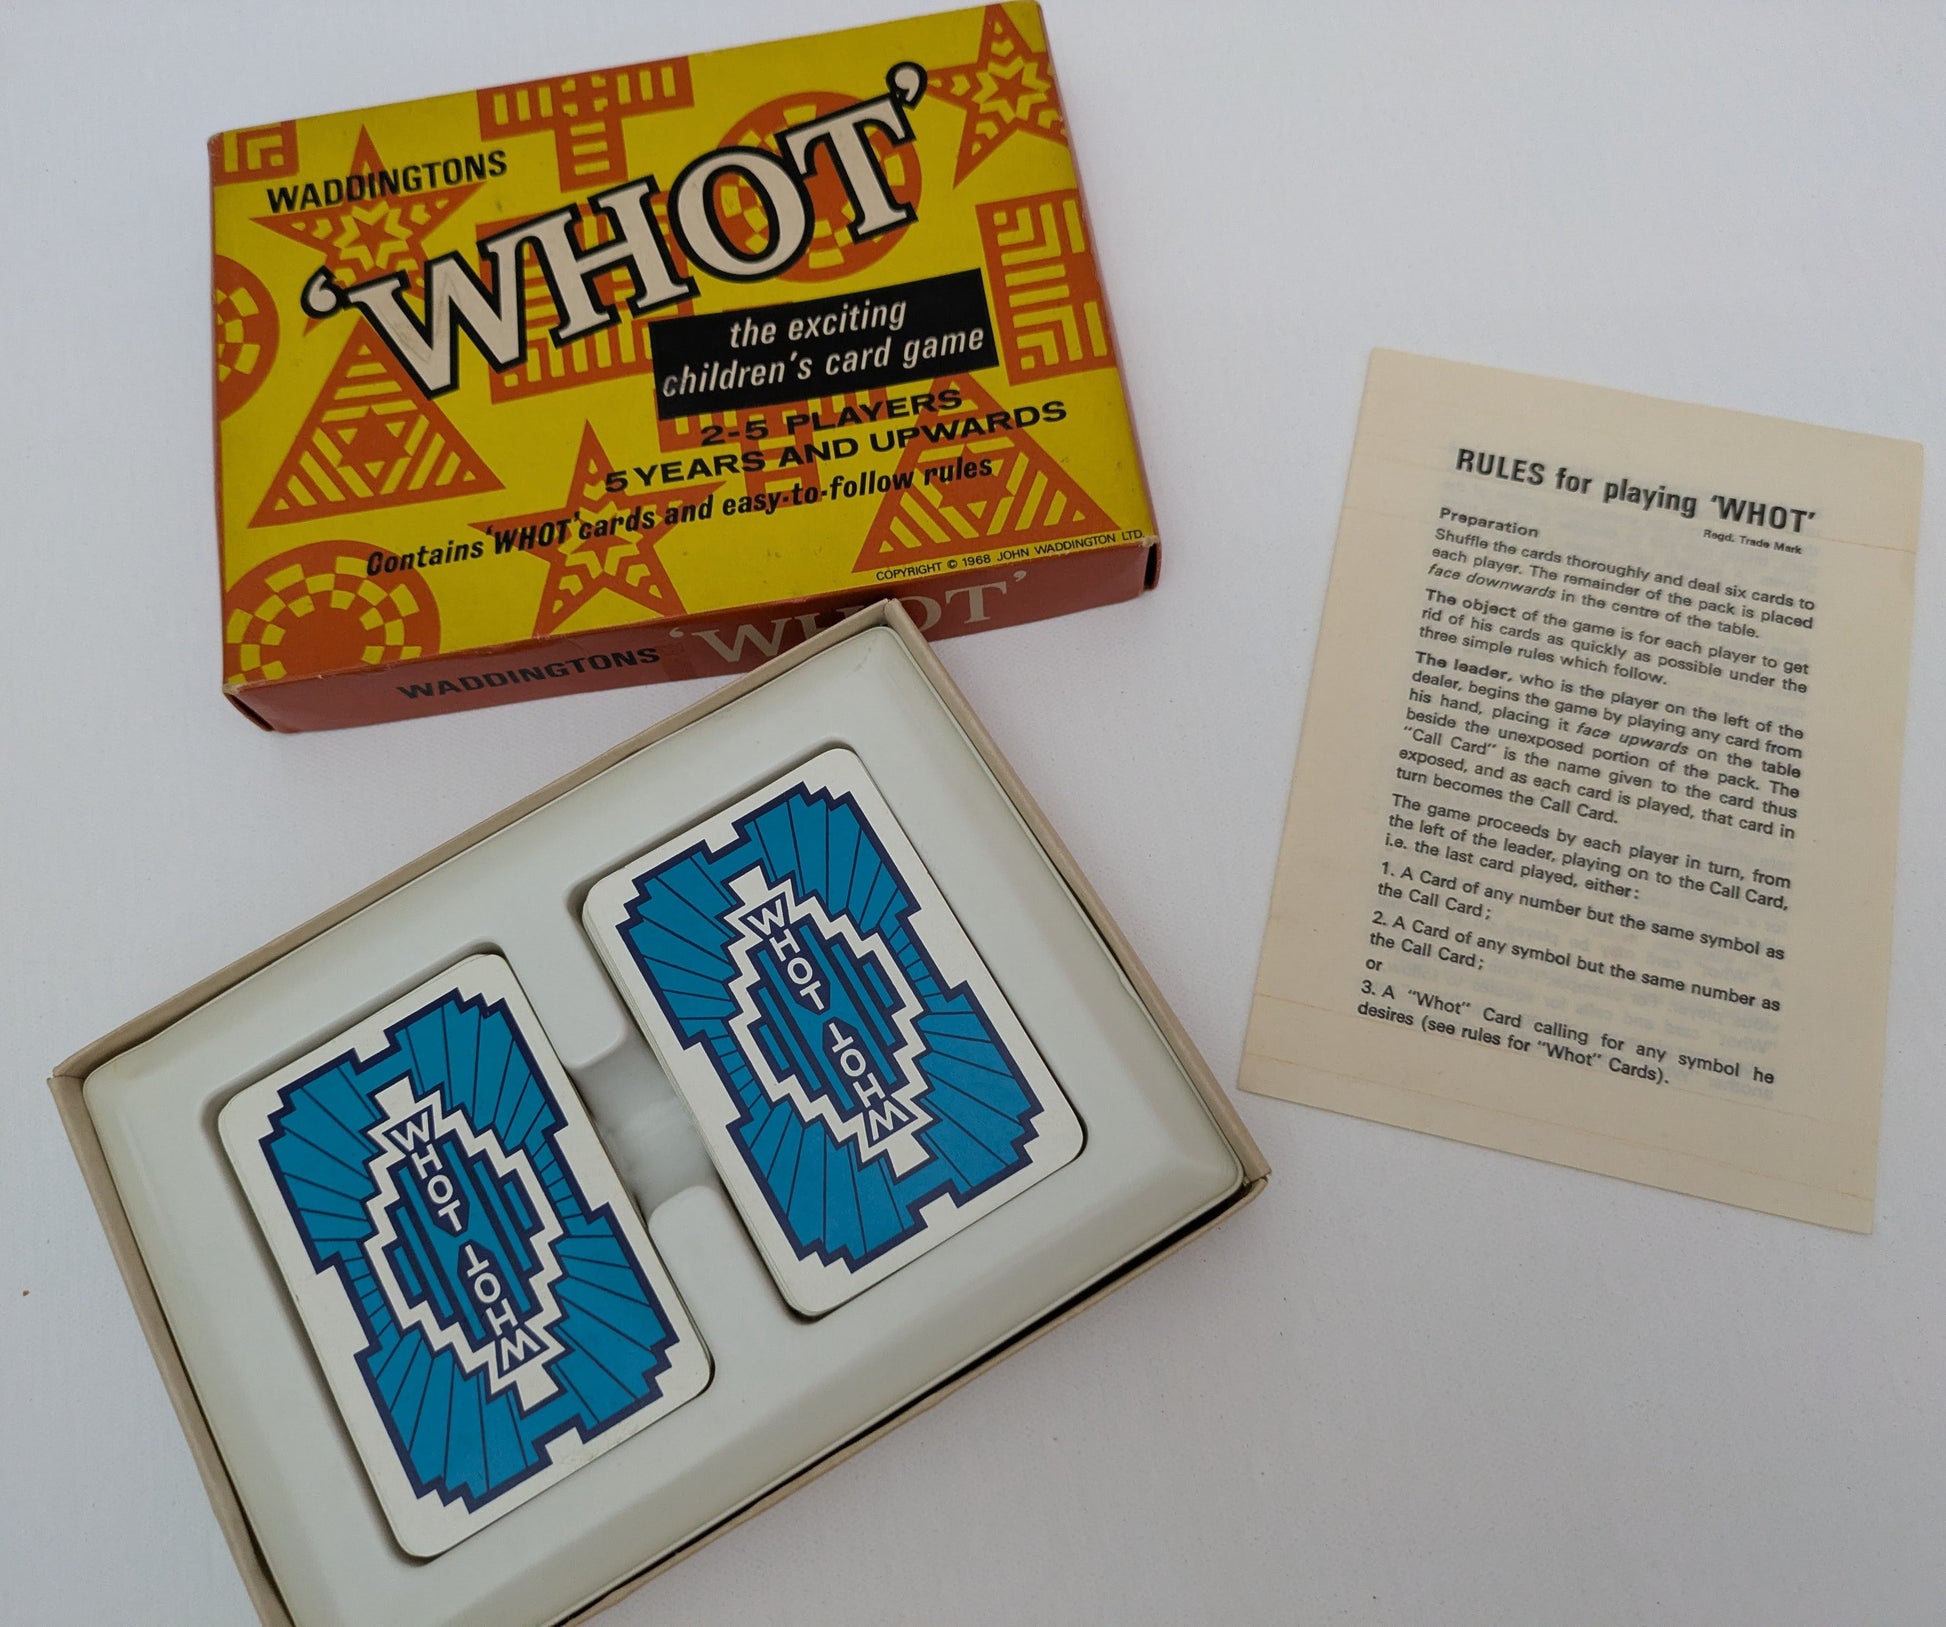 WADDINGTONS
'WHOT'
the exciting
children's card game
2-5 PLAYERS
5 YEARS AND UPWARDS
Contains 'WHOT' cards and easy-to-follow rules
COPYRIGHT © 1968 JOHN WADDINGTON LTD.
WADDINGTONS 'WHOT'
WHOT
WHOT
WHOT
WHOT
RULES for playing 'WHOT'
Regd. Trade Mark
Preparation
Shuffle the cards thoroughly and deal six cards to
each player. The remainder of the pack is placed
face downwards in the centre of the table.
The object of the game is for each player to get
rid of his cards as quickly as possible under the
three simple rules which follow.
The leader, who is the player on the left of the
dealer, begins the game by playing any card from
his hand, placing it face upwards on the table
beside the unexposed portion of the pack. The
"Call Card" is the name given to the card thus
exposed, and as each card is played, that card in
turn becomes the Call Card.
The game proceeds by each player in turn, from
the left of the leader, playing on to the Call Card,
i.e. the last card played, either:
1. A Card of any number but the same symbol as
the Call Card;
2. A Card of any symbol but the same number as
the Call Card;
or
3. A "Whot" Card calling for any symbol he
desires (see rules for "Whot" Cards).